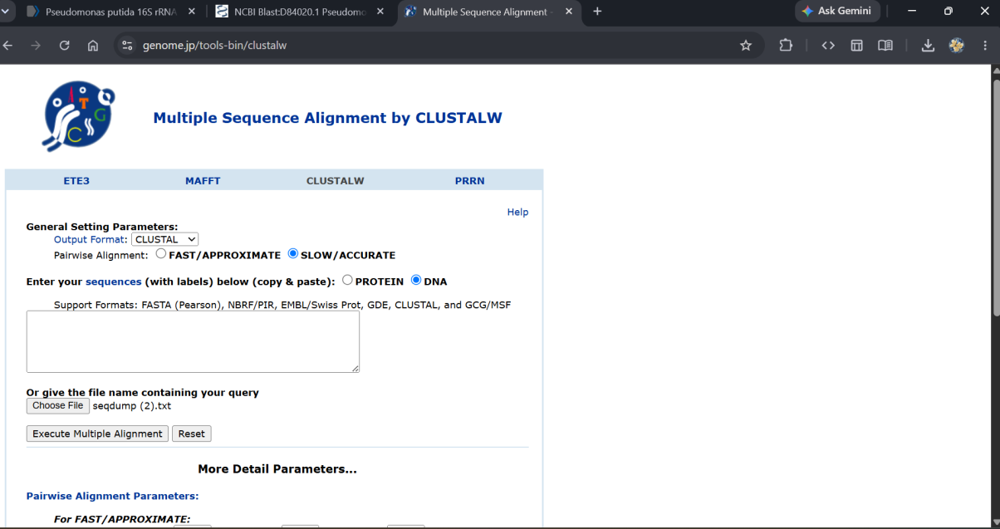 Pseudomonas putida 16S rRNA
NCBI Blast:D84020.1 Pseudomo
Multiple Sequence Alignment -
Ask Gemini
genome.jp/tools-bin/clustalw
T
G
C
Multiple Sequence Alignment by CLUSTALW
ETE3 MAFFT CLUSTALW PRRN
Help
General Setting Parameters:
Output Format: CLUSTAL
Pairwise Alignment: FAST/APPROXIMATE SLOW/ACCURATE
Enter your sequences (with labels) below (copy & paste): PROTEIN DNA
Support Formats: FASTA (Pearson), NBRF/PIR, EMBL/Swiss Prot, GDE, CLUSTAL, and GCG/MSF
Or give the file name containing your query
Choose File seqdump (2).txt
Execute Multiple Alignment Reset
More Detail Parameters...
Pairwise Alignment Parameters:
For FAST/APPROXIMATE: